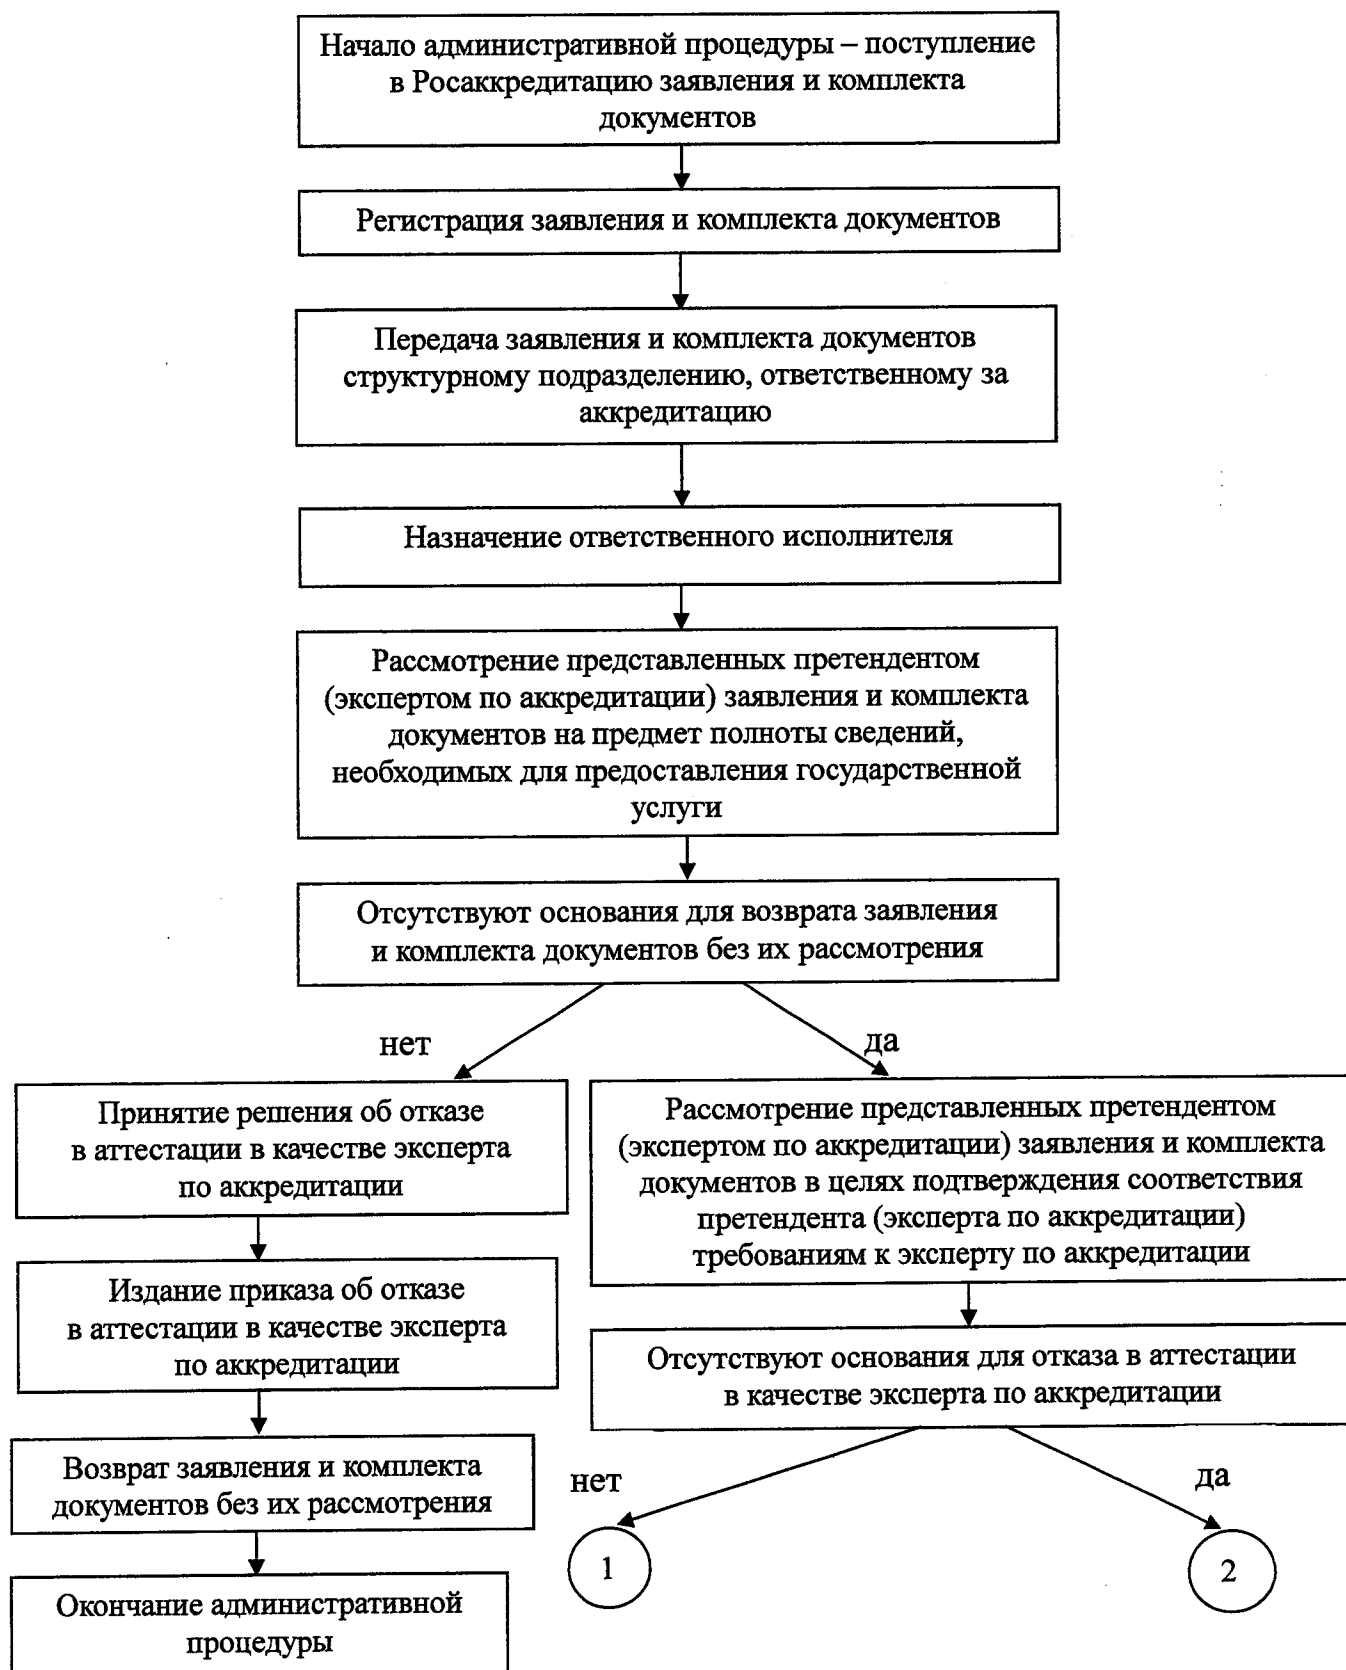 Начало административной процедуры – поступление
в Росаккредитацию заявления и комплекта
документов
Регистрация заявления и комплекта документов
Передача заявления и комплекта документов
структурному подразделению, ответственному за
аккредитацию
Назначение ответственного исполнителя
Рассмотрение представленных претендентом
(экспертом по аккредитации) заявления и комплекта
документов на предмет полноты сведений,
необходимых для предоставления государственной
услуги
Отсутствуют основания для возврата заявления
и комплекта документов без их рассмотрения
нет
да
Принятие решения об отказе
в аттестации в качестве эксперта
по аккредитации
Издание приказа об отказе
в аттестации в качестве эксперта
по аккредитации
Возврат заявления и комплекта
документов без их рассмотрения
Окончание административной
процедуры
Рассмотрение представленных претендентом
(экспертом по аккредитации) заявления и комплекта
документов в целях подтверждения соответствия
претендента (эксперта по аккредитации)
требованиям к эксперту по аккредитации
Отсутствуют основания для отказа в аттестации
в качестве эксперта по аккредитации
нет
да
1
2